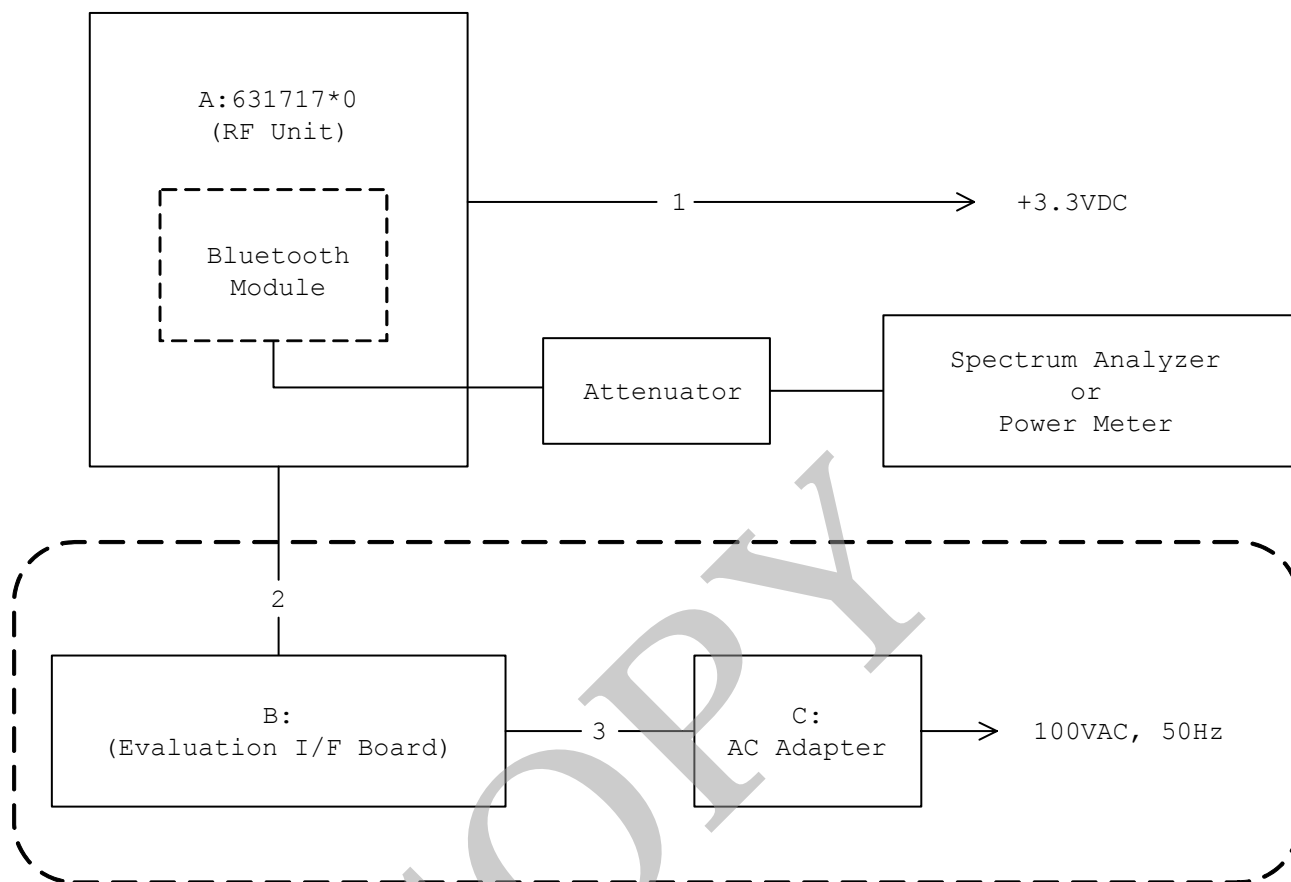 A:631717*0
(RF Unit)
Bluetooth
Module
1
+3.3VDC
Attenuator
Spectrum Analyzer
or
Power Meter
2
B:
(Evaluation I/F Board)
3
C:
AC Adapter
100VAC, 50Hz
OPY